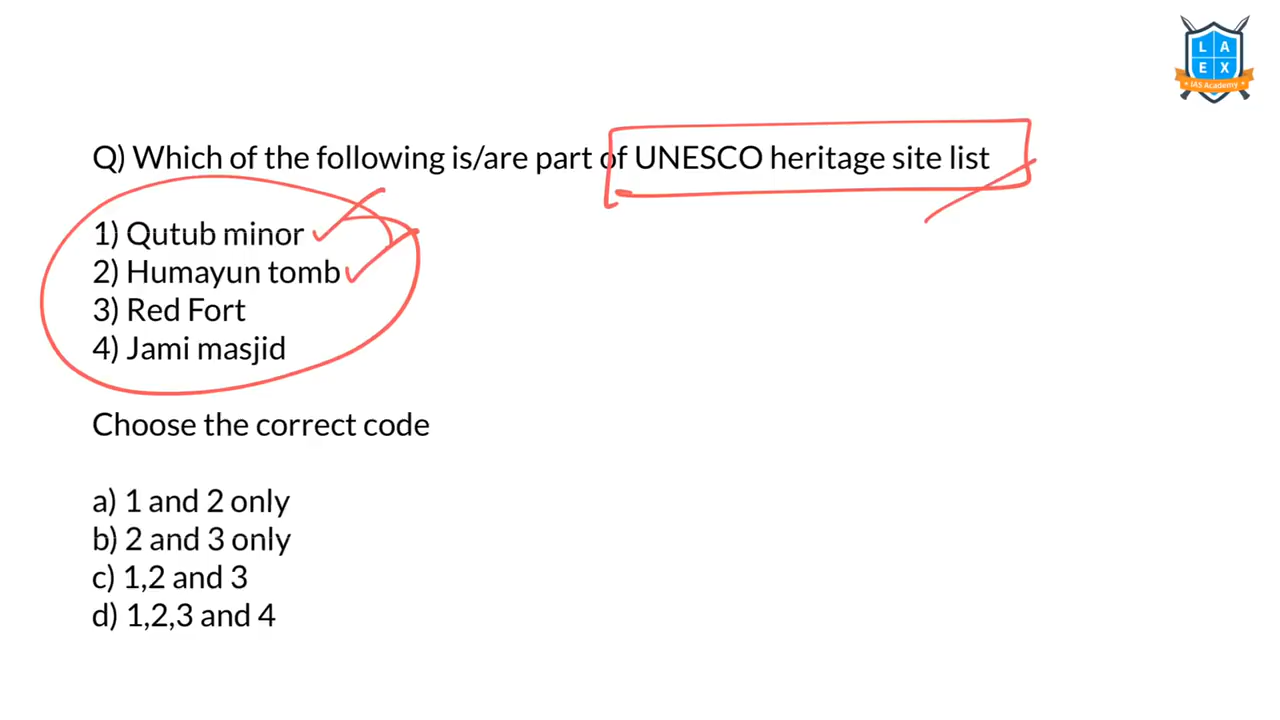 L A
E X
IAS Academy
Q) Which of the following is/are part of UNESCO heritage site list
1) Qutub minor
2) Humayun tomb
3) Red Fort
4) Jami masjid
Choose the correct code
a) 1 and 2 only
b) 2 and 3 only
c) 1,2 and 3
d) 1,2,3 and 4